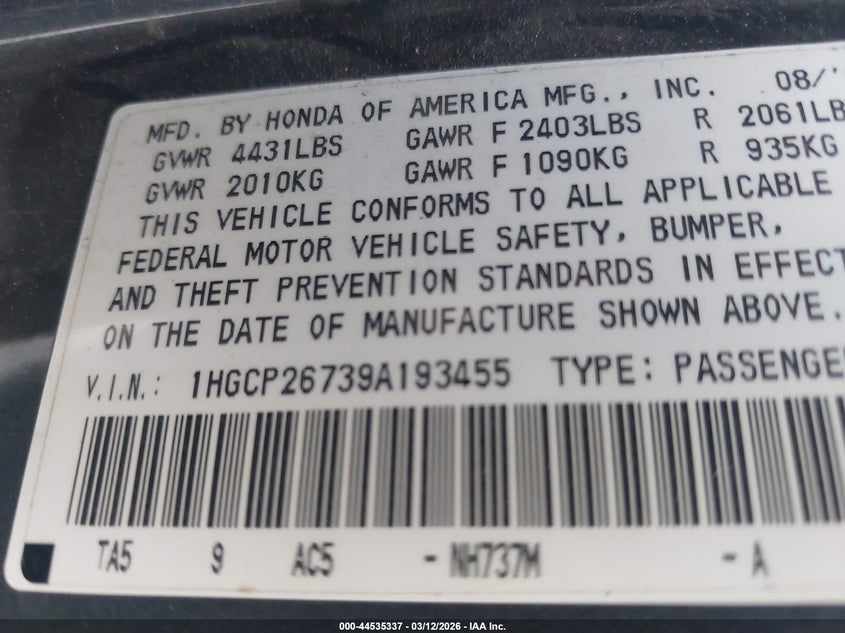 MFD. BY HONDA OF AMERICA MFG., INC. 08/
GVWR 4431LBS GAWR F 2403LBS R 2061LB
GVWR 2010KG GAWR F 1090KG R 935KG
THIS VEHICLE CONFORMS TO ALL APPLICABLE
FEDERAL MOTOR VEHICLE SAFETY, BUMPER,
AND THEFT PREVENTION STANDARDS IN EFFECT
ON THE DATE OF MANUFACTURE SHOWN ABOVE.
V.I.N.: 1HGCP26739A193455 TYPE: PASSENGE
TA5 9 AC5 - NH737M - A
000-44535337 - 03/12/2026 - IAA Inc.